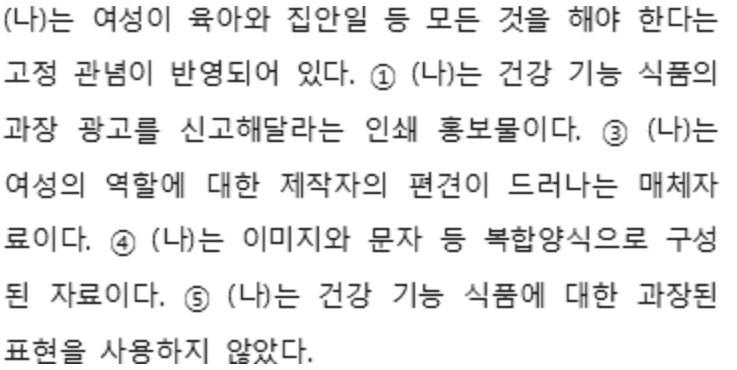 (나)는 여성이 육아와 집안일 등 모든 것을 해야 한다는
고정 관념이 반영되어 있다. ① (나)는 건강 기능 식품의
과장 광고를 신고해달라는 인쇄 홍보물이다. ③ (나)는
여성의 역할에 대한 제작자의 편견이 드러나는 매체자
료이다. ④ (나)는 이미지와 문자 등 복합양식으로 구성
된 자료이다. ⑤ (나)는 건강 기능 식품에 대한 과장된
표현을 사용하지 않았다.